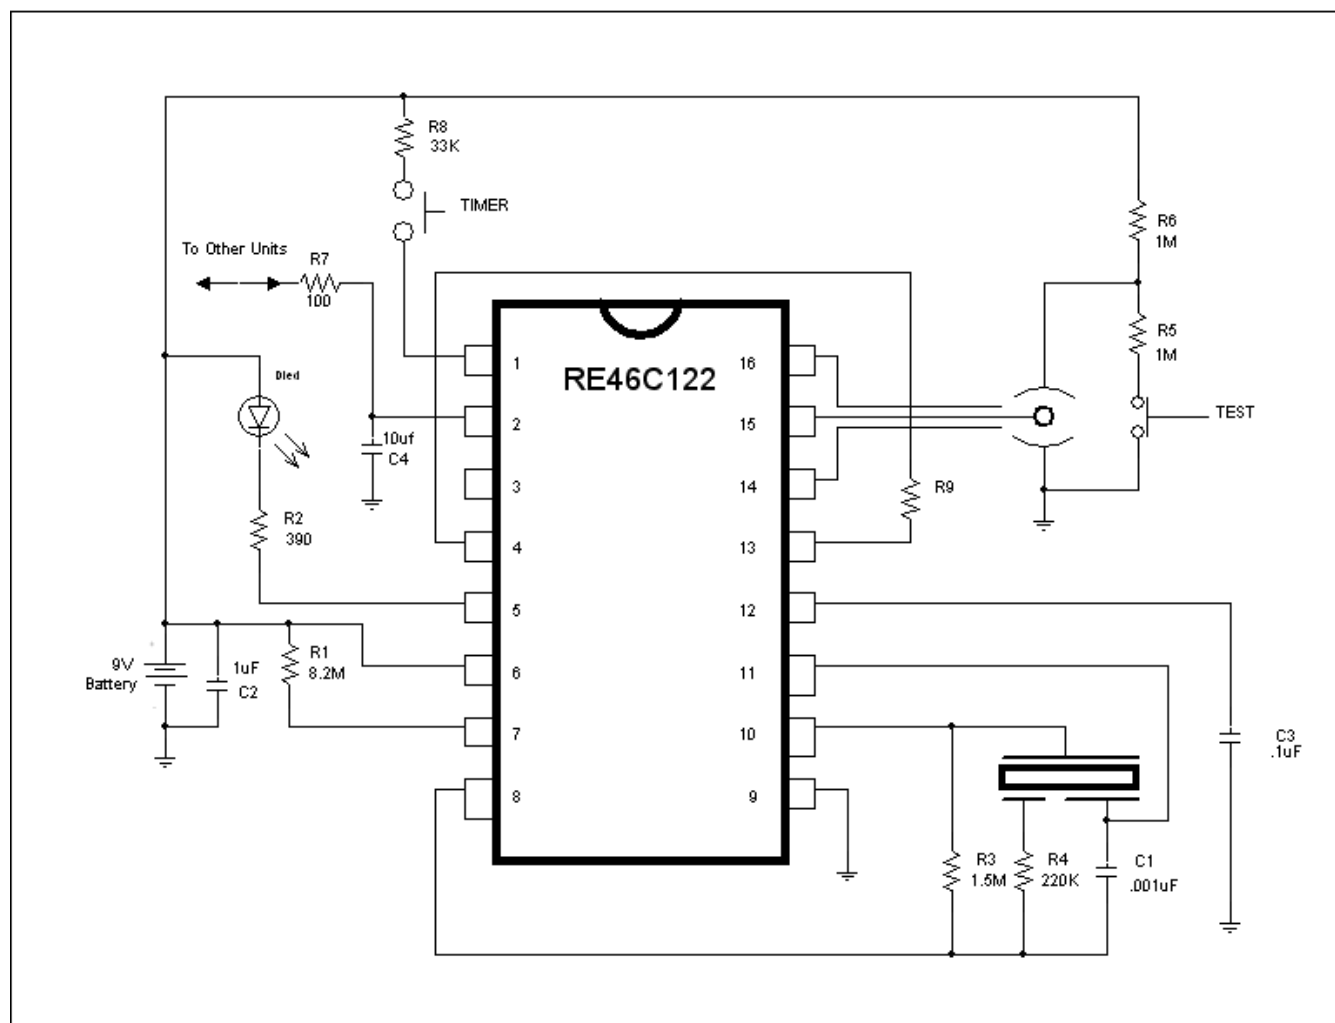 R8
33K
TIMER
R6
1M
To Other Units
R7
100
R5
1M
Dled
RE46C122
1
16
TEST
2
15
10uf
C4
3
14
R9
R2
390
4
13
5
12
R1
8.2M
9V
Battery
1uF
C2
6
11
7
10
C3
.1uF
8
9
R3
1.5M
R4
220K
C1
.001uF